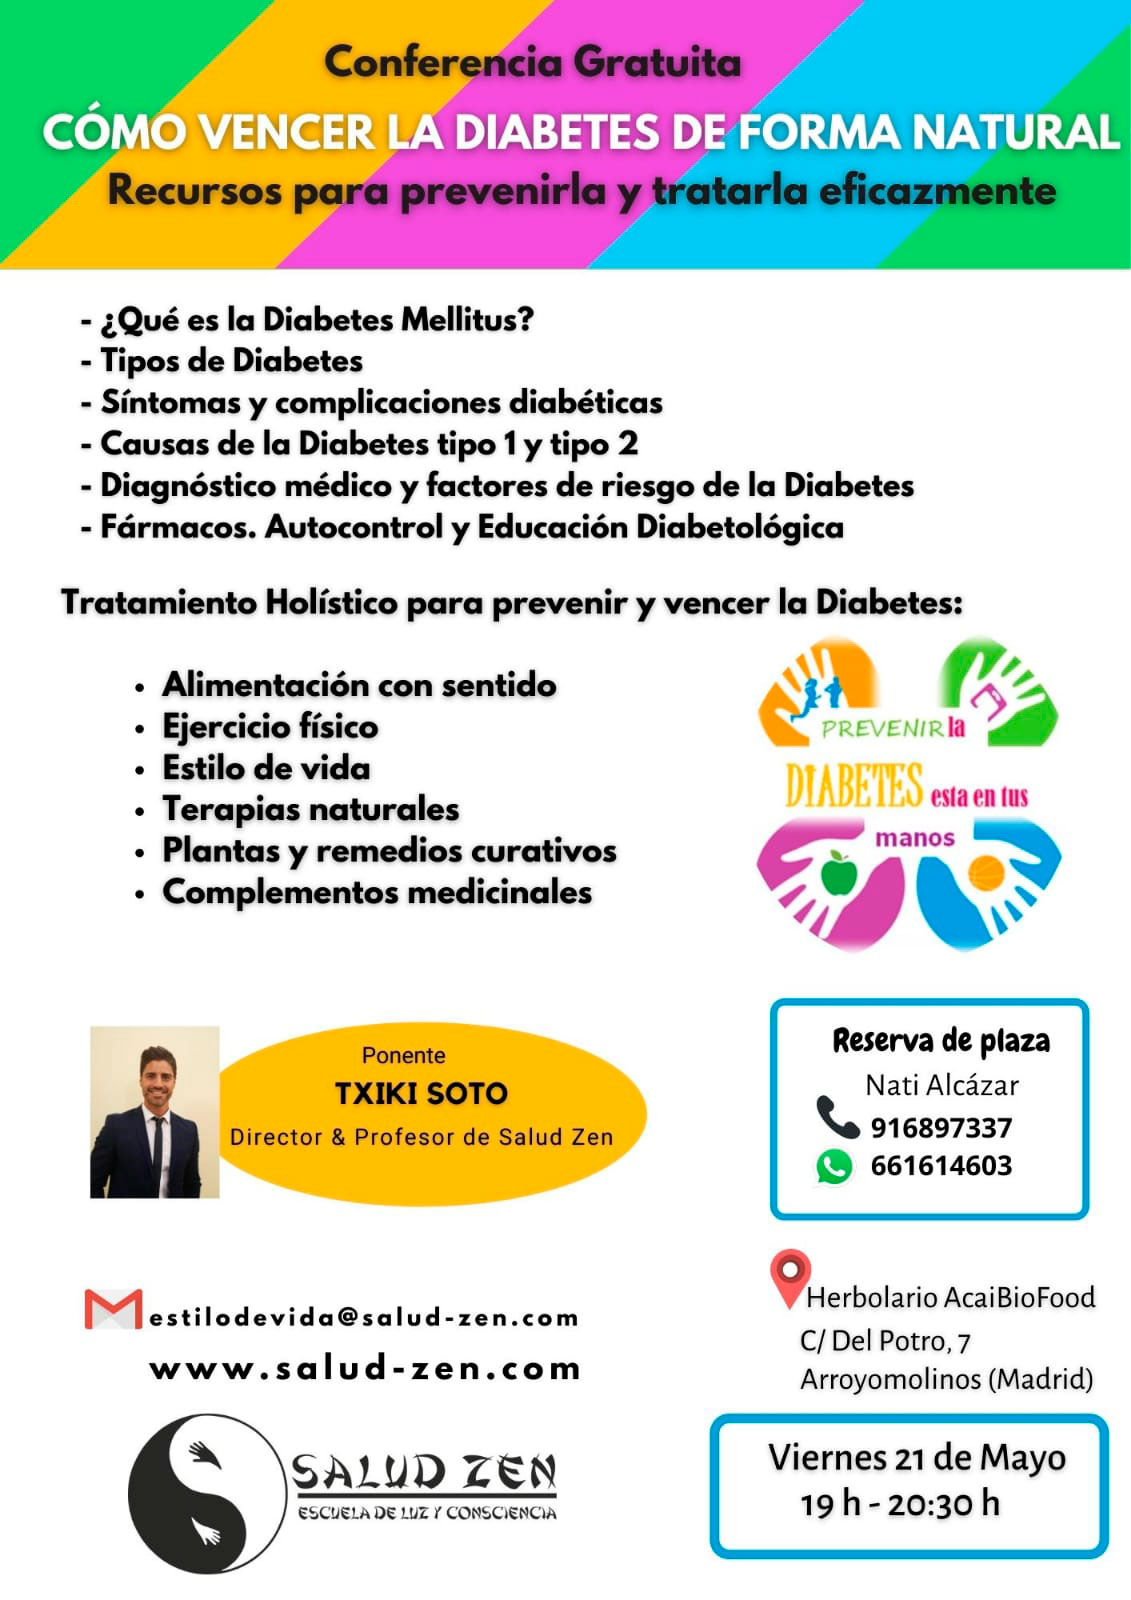 Conferencia Gratuita
CÓMO VENCER LA DIABETES DE FORMA NATURAL
Recursos para prevenirla y tratarla eficazmente
- ¿Qué es la Diabetes Mellitus?
- Tipos de Diabetes
- Síntomas y complicaciones diabéticas
- Causas de la Diabetes tipo 1 y tipo 2
- Diagnóstico médico y factores de riesgo de la Diabetes
- Fármacos. Autocontrol y Educación Diabetológica
Tratamiento Holístico para prevenir y vencer la Diabetes:
• Alimentación con sentido
• Ejercicio físico
• Estilo de vida
• Terapias naturales
• Plantas y remedios curativos
• Complementos medicinales
PREVENIR la
DIABETES esta en tus
manos
Ponente
TXIKI SOTO
Director & Profesor de Salud Zen
Reserva de plaza
Nati Alcázar
916897337
661614603
estilodevida@salud-zen.com
www.salud-zen.com
SALUD ZEN
ESCUELA DE LUZ Y CONSCIENCIA
Herbolario AcaiBioFood
C/ Del Potro, 7
Arroyomolinos (Madrid)
Viernes 21 de Mayo
19 h - 20:30 h